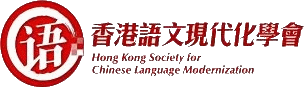 语
香港語文現代化學會
Hong Kong Society for
Chinese Language Modernization